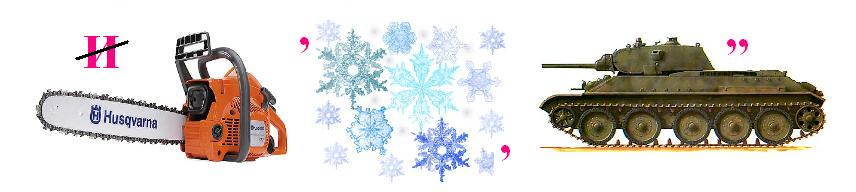 И
Husqvarna
,
,
,,